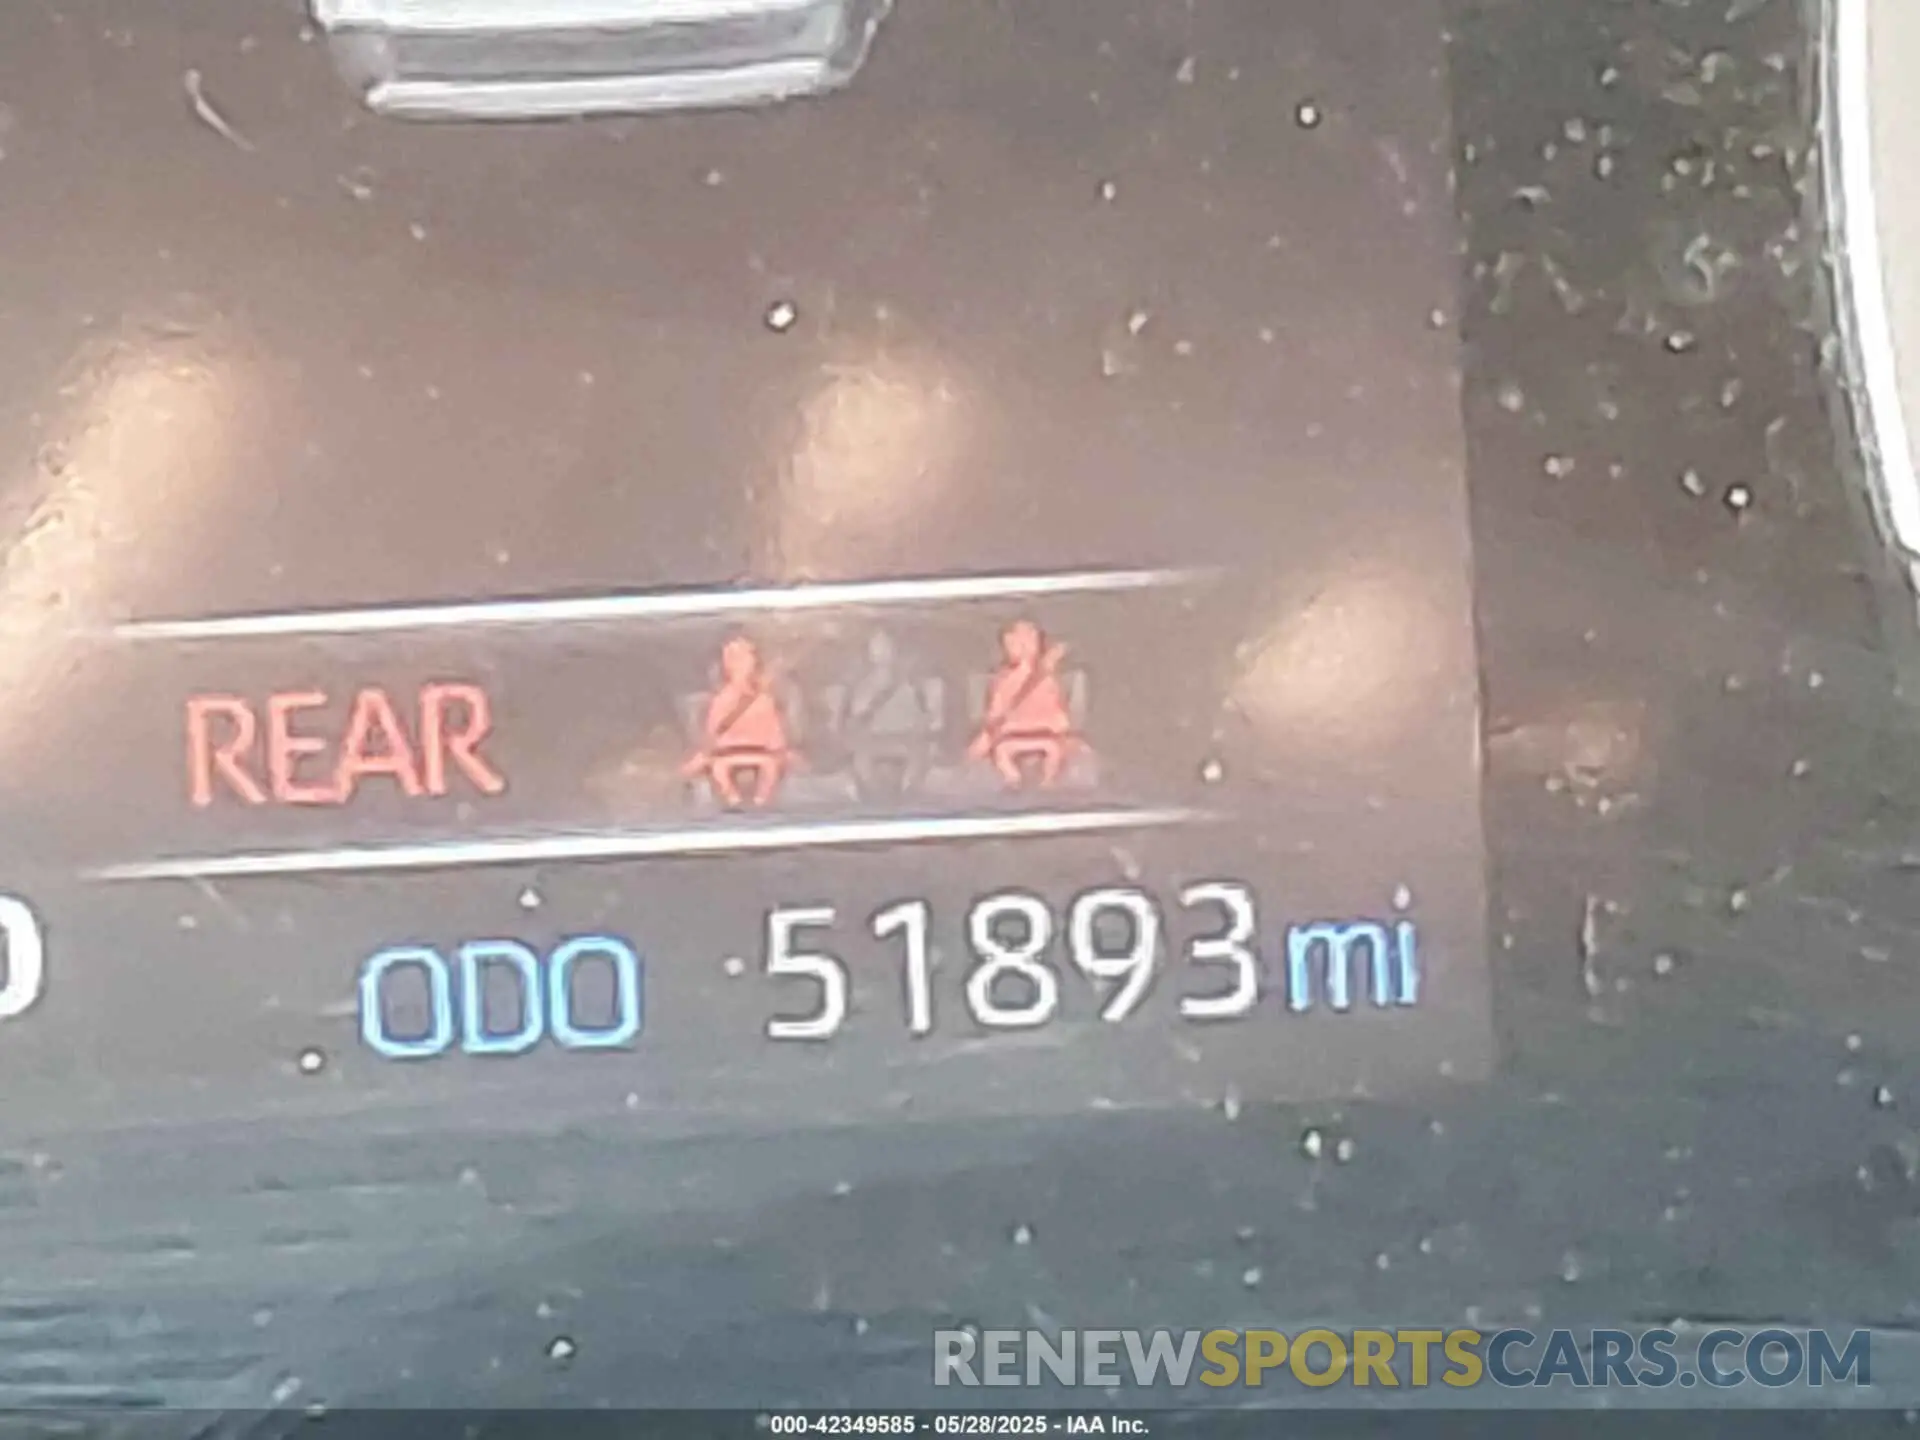 REAR
ODO 51893 mi
RENEWSPORTSCARS.COM
000-42349585 - 05/28/2025 - IAA Inc.